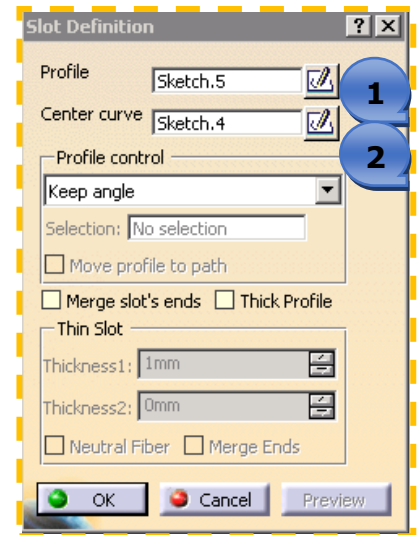 Slot Definition ? X
Profile Sketch.5 1
Center curve Sketch.4
2
Profile control
Keep angle
Selection: No selection
Move profile to path
Merge slot's ends Thick Profile
Thin Slot
Thickness1: 1mm
Thickness2: 0mm
Neutral Fiber Merge Ends
OK Cancel Preview